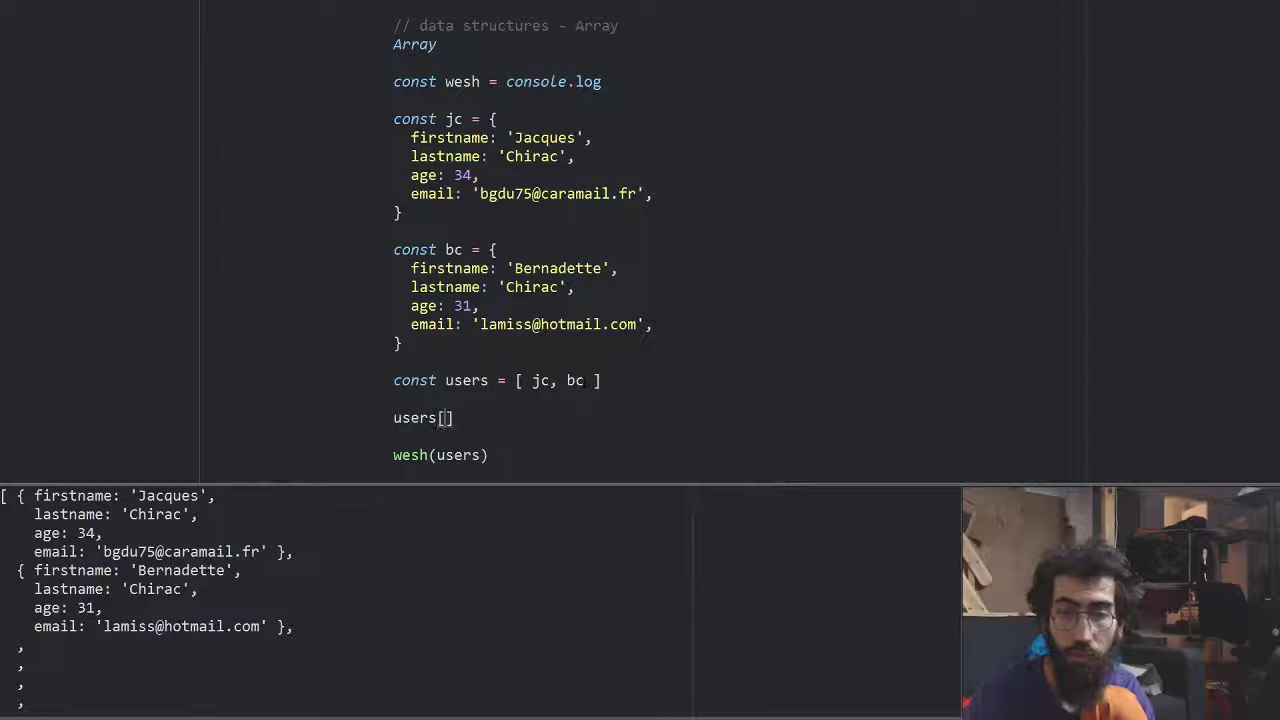 // data structures - Array
Array
const wesh = console.log
const jc = {
firstname: 'Jacques',
lastname: 'Chirac',
age: 34,
email: 'bgdu75@caramail.fr',
}
const bc = {
firstname: 'Bernadette',
lastname: 'Chirac',
age: 31,
email: 'lamiss@hotmail.com',
}
const users = [ jc, bc ]
users[]
wesh(users)
[ { firstname: 'Jacques',
lastname: 'Chirac',
age: 34,
email: 'bgdu75@caramail.fr' },
{ firstname: 'Bernadette',
lastname: 'Chirac',
age: 31,
email: 'lamiss@hotmail.com' },
,
,
,
,